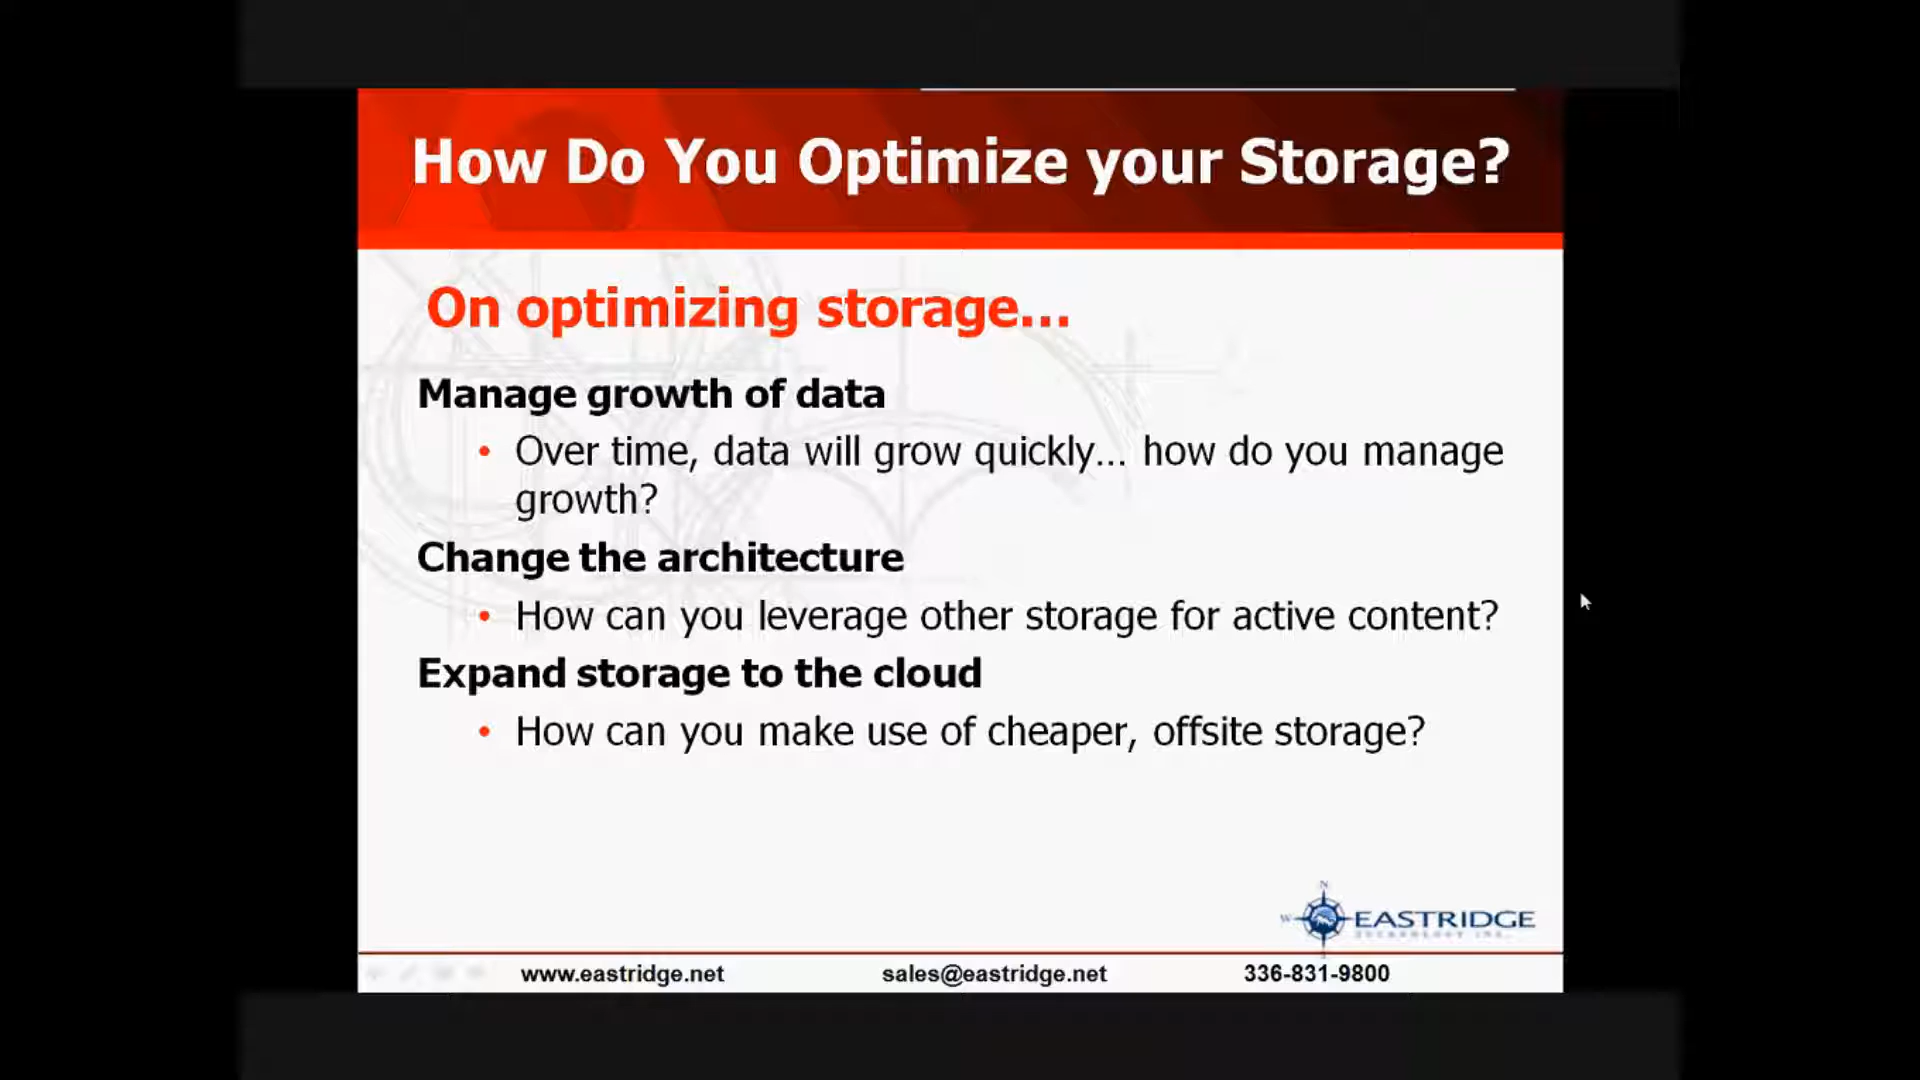 How Do You Optimize your Storage?
On optimizing storage...
Manage growth of data
• Over time, data will grow quickly... how do you manage
growth?
Change the architecture
• How can you leverage other storage for active content?
Expand storage to the cloud
• How can you make use of cheaper, offsite storage?
N
W
EASTRIDGE
www.eastridge.net
sales@eastridge.net
336-831-9800